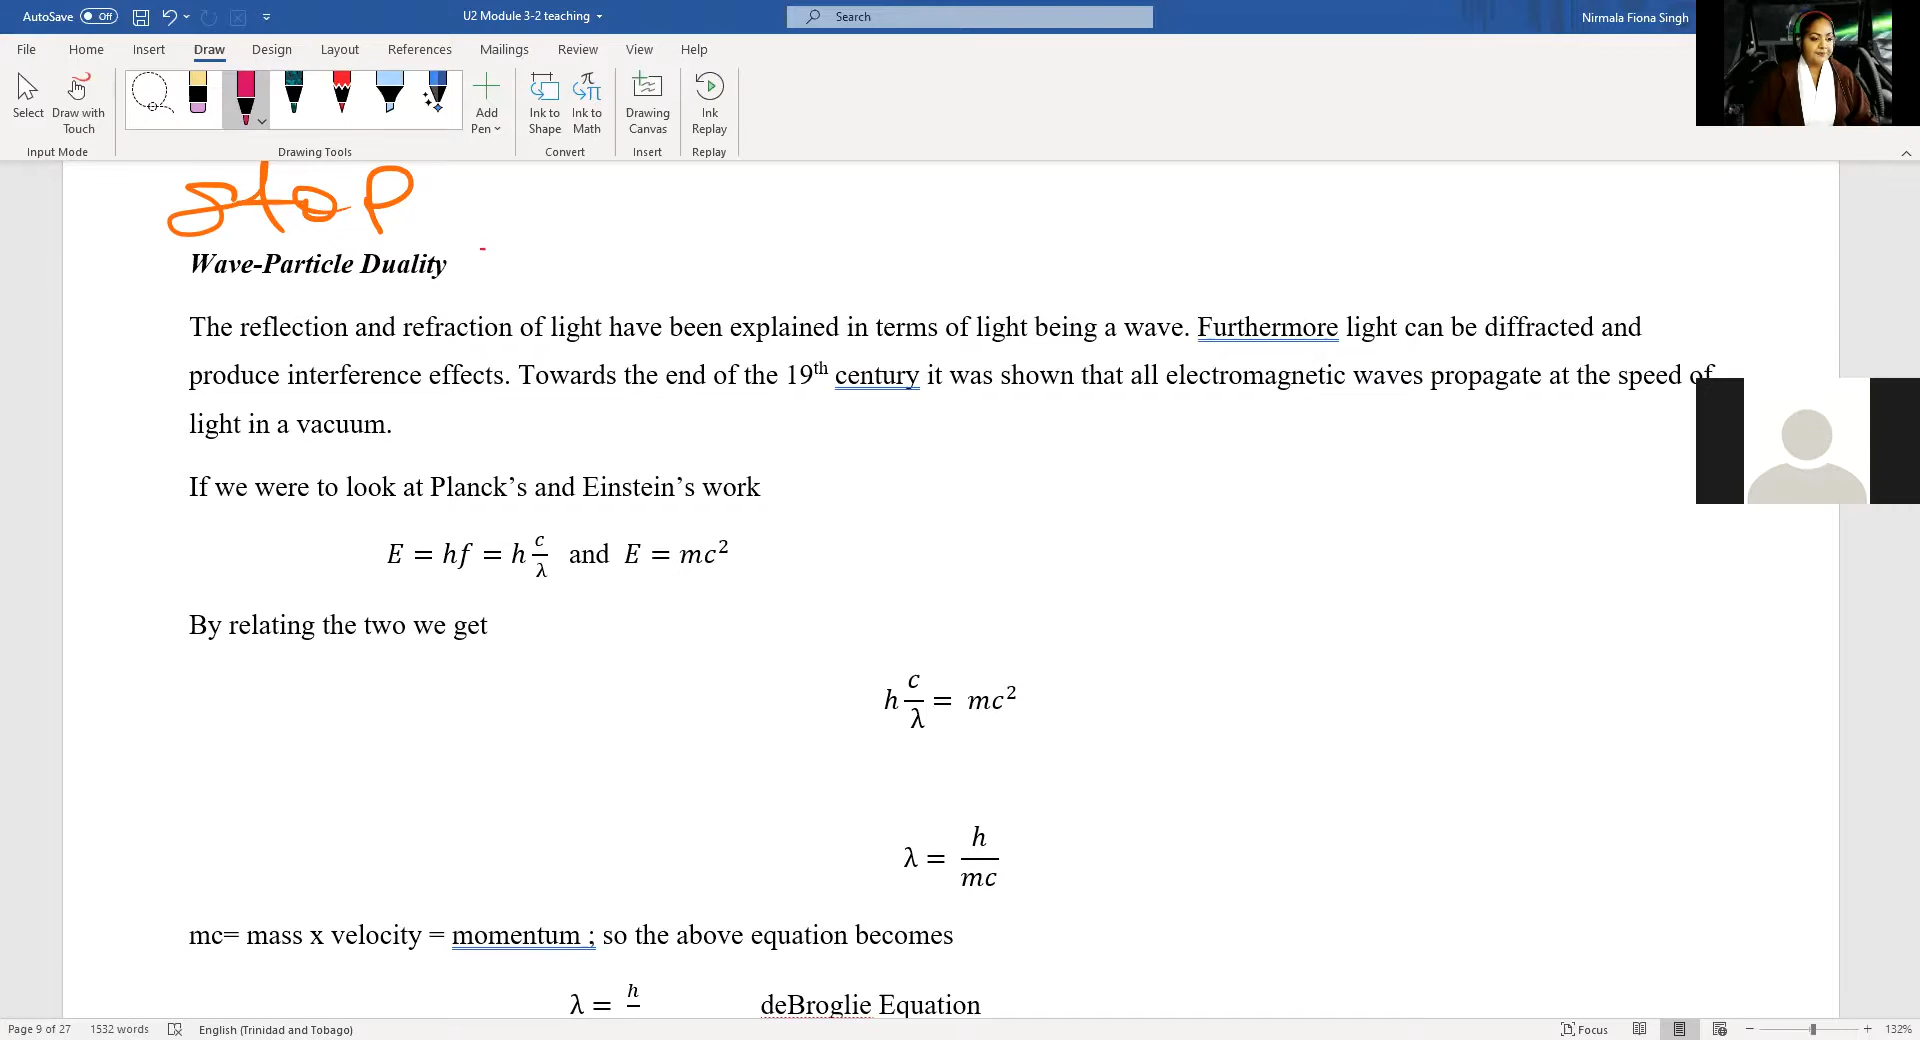 AutoSave Off U2 Module 3-2 teaching Search Nirmala Fiona Singh
File Home Insert Draw Design Layout References Mailings Review View Help
Select Draw with Touch Add Pen Ink to Shape Ink to Math Drawing Canvas Ink Replay
Input Mode Drawing Tools Convert Insert Replay
stop
Wave-Particle Duality
The reflection and refraction of light have been explained in terms of light being a wave. Furthermore light can be diffracted and
produce interference effects. Towards the end of the 19th century it was shown that all electromagnetic waves propagate at the speed of
light in a vacuum.
If we were to look at Planck’s and Einstein’s work
E = hf = h c/λ and E = mc²
By relating the two we get
h c/λ = mc²
λ = h/mc
mc= mass x velocity = momentum ; so the above equation becomes
λ = h deBroglie Equation
Page 9 of 27 1532 words English (Trinidad and Tobago) Focus 132%